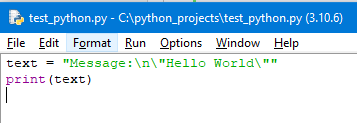 test_python.py - C:\python_projects\test_python.py (3.10.6)
File Edit Format Run Options Window Help
text = "Message:\n\"Hello World\""
print(text)